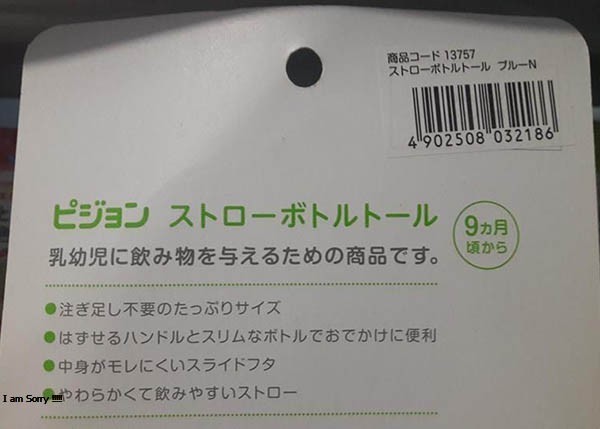 商品コード 13757
ストローボトルトール ブルーN
4 902508 032186
ピジョン ストローボトルトール
9ヵ月
頃から
乳幼児に飲み物を与えるための商品です。
●注ぎ足し不要のたっぷりサイズ
●はずせるハンドルとスリムなボトルでおでかけに便利
●中身がモレにくいスライドフタ
●やわらかくて飲みやすいストロー
I am Sorry !!!!!